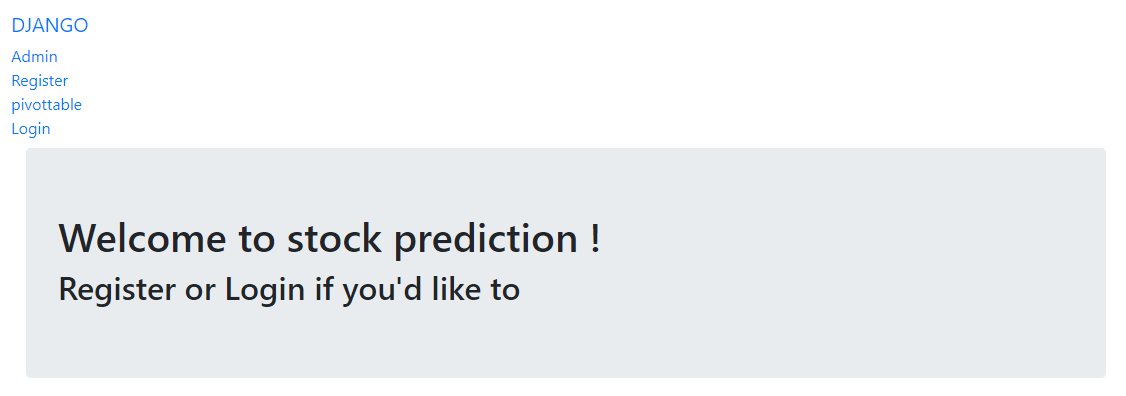 DJANGO
Admin
Register
pivottable
Login
Welcome to stock prediction !
Register or Login if you'd like to